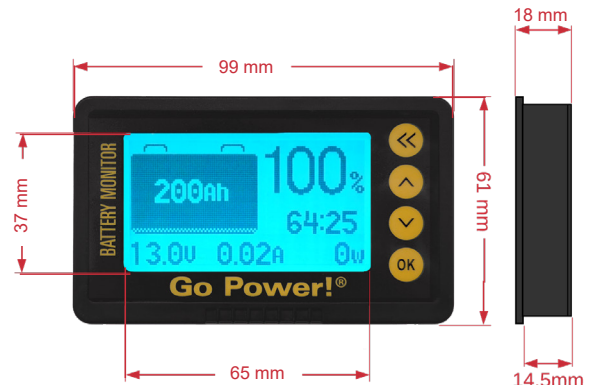 18 mm
99 mm
37 mm
BATTERY MONITOR
200Ah
100%
64:25
13.0V 0.02A 0w
OK
61 mm
Go Power!®
65 mm
14.5mm